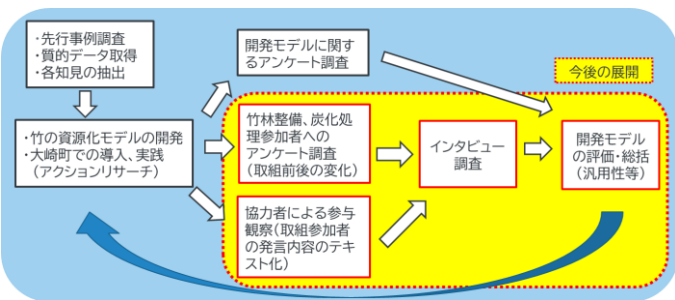 ・先行事例調査
・質的データ取得
・各知見の抽出
開発モデルに関す
るアンケート調査
今後の展開
・竹の資源化モデルの開発
・大崎町での導入、実践
（アクションリサーチ）
竹林整備、炭化処
理参加者への
アンケート調査
（取組前後の変化）
インタビュー
調査
開発モデル
の評価・総括
（汎用性等）
協力者による参与
観察（取組参加者
の発言内容のテキ
スト化）